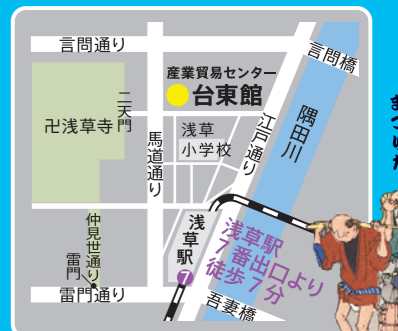 言問通り
言問橋
産業貿易センター
台東館
二天門
卍浅草寺
馬道通り
浅草
小学校
江戸通り
隅田川
仲見世通り
雷門
雷門通り
浅草駅
7
浅草駅
7番出口より
徒歩7分
吾妻橋